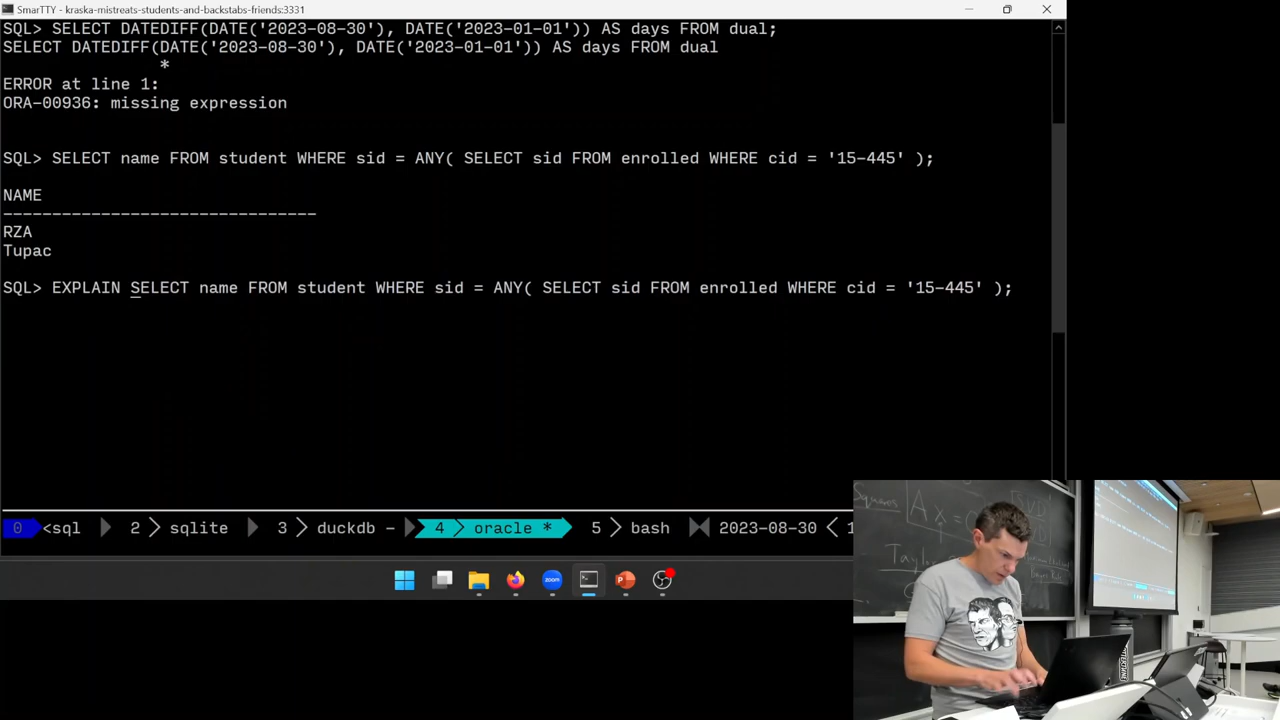 SmarTTY - kraska-mistreats-students-and-backstabs-friends:3331
SQL> SELECT DATEDIFF(DATE('2023-08-30'), DATE('2023-01-01')) AS days FROM dual;
SELECT DATEDIFF(DATE('2023-08-30'), DATE('2023-01-01')) AS days FROM dual
*
ERROR at line 1:
ORA-00936: missing expression
SQL> SELECT name FROM student WHERE sid = ANY( SELECT sid FROM enrolled WHERE cid = '15-445' );
NAME
--------------------------------
RZA
Tupac
SQL> EXPLAIN SELECT name FROM student WHERE sid = ANY( SELECT sid FROM enrolled WHERE cid = '15-445' );
0 <sql 2 > sqlite 3 > duckdb - 4 > oracle * 5 > bash 2023-08-30 < 1
zoom
Squares
A x = 
Taylor